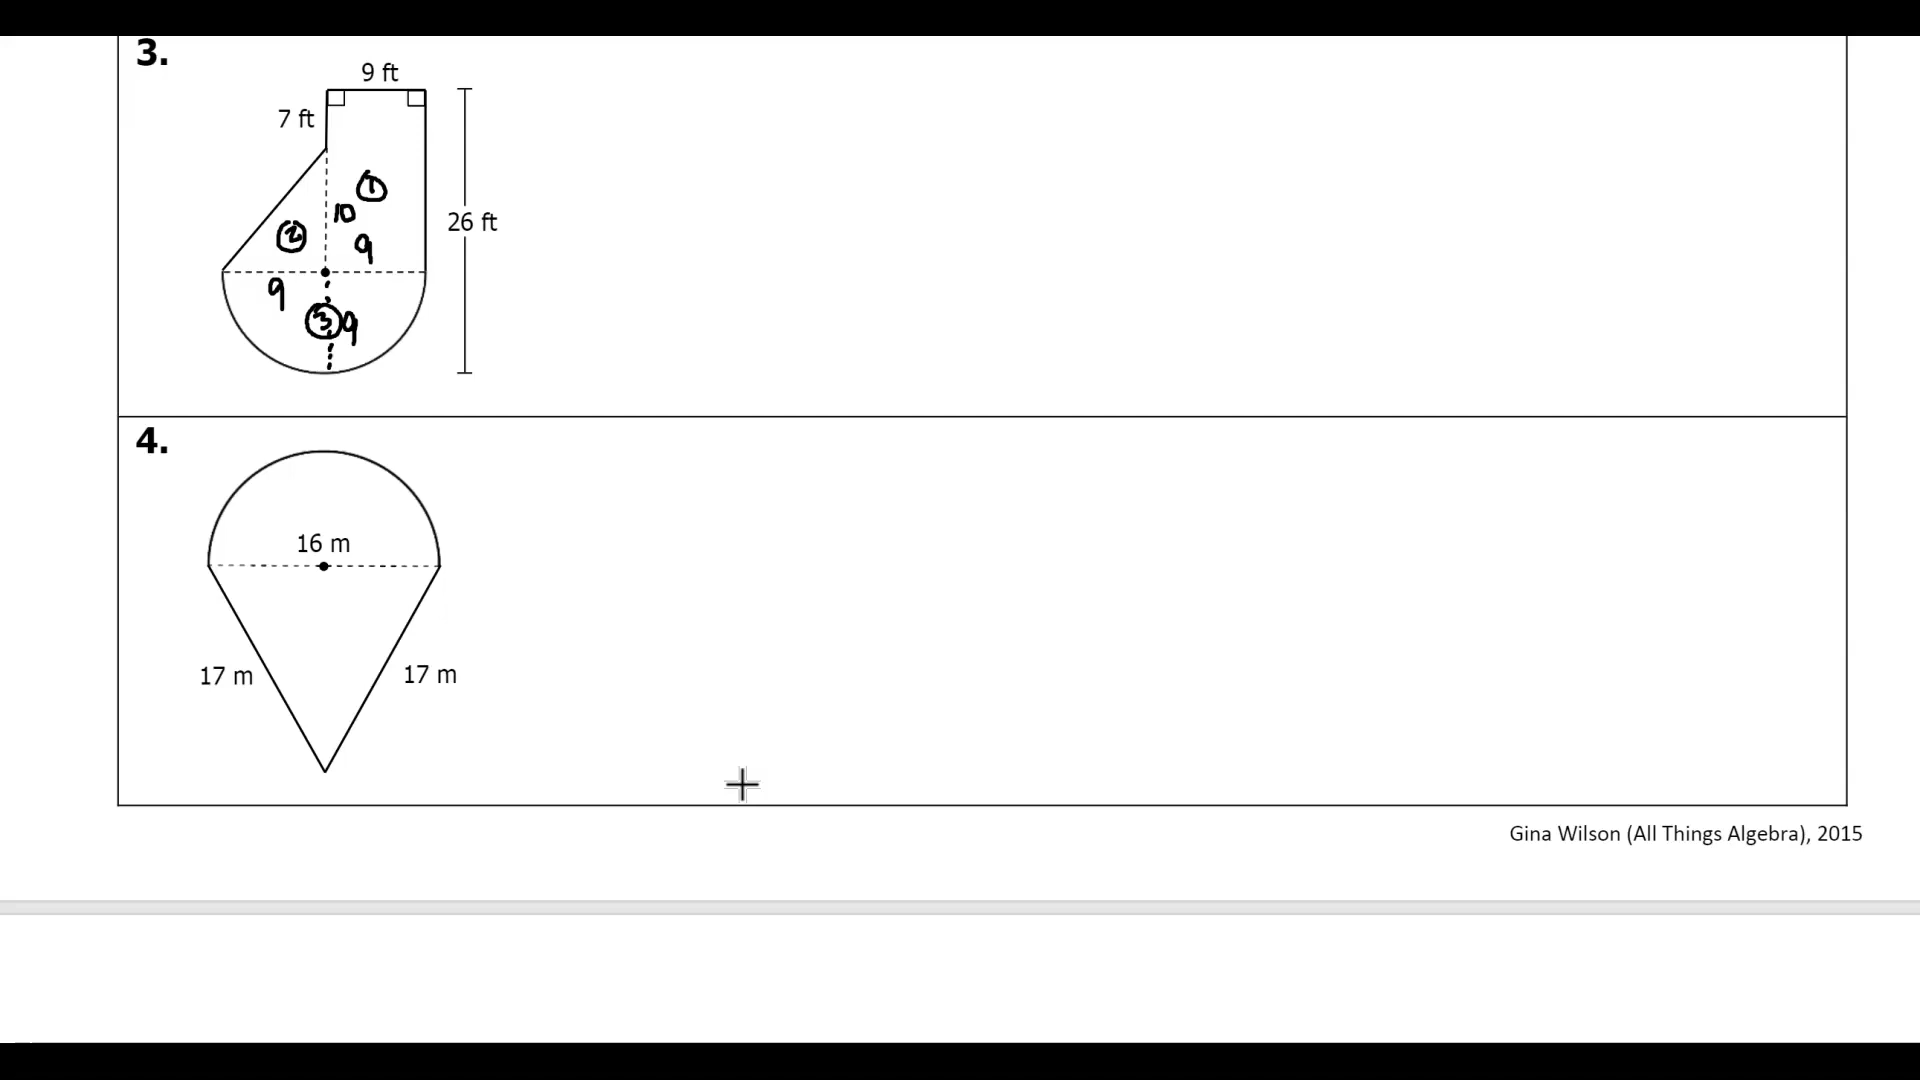 3.
9 ft
7 ft
1
10
26 ft
2
9
9
3 9
4.
16 m
17 m
17 m
Gina Wilson (All Things Algebra), 2015